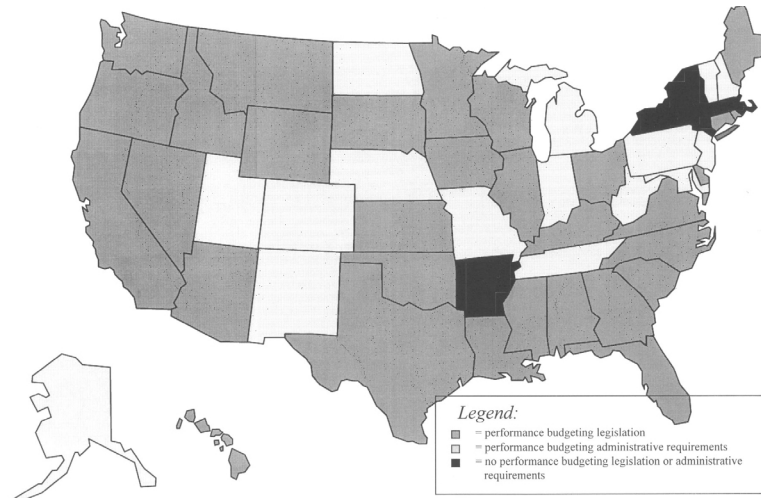 Legend:
= performance budgeting legislation
= performance budgeting administrative requirements
= no performance budgeting legislation or administrative
requirements